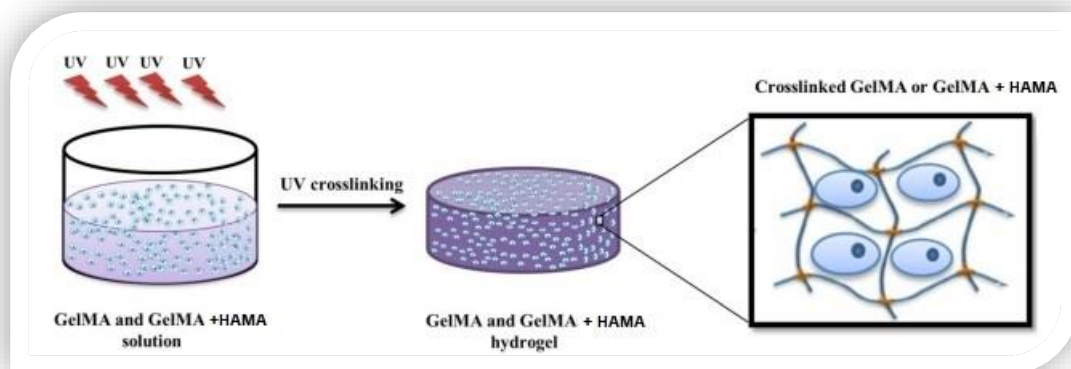 UV UV UV UV
Crosslinked GelMA or GelMA + HAMA
UV crosslinking
GelMA and GelMA +HAMA
solution
GelMA and GelMA + HAMA
hydrogel